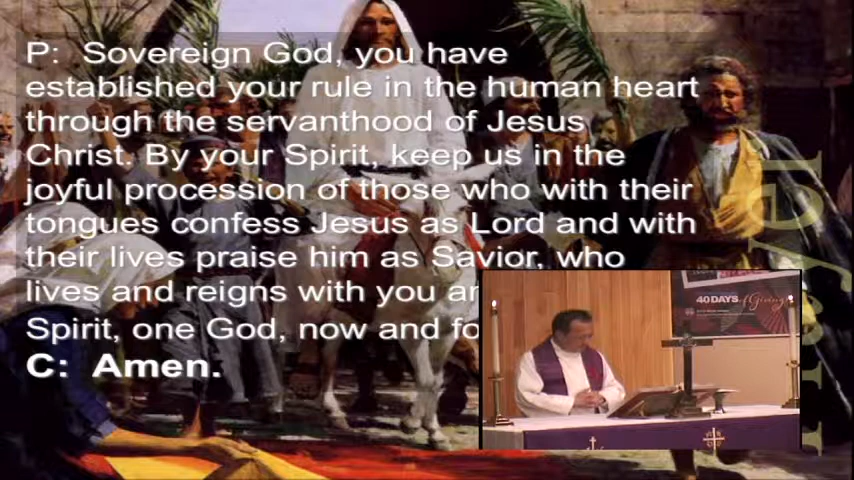 P: Sovereign God, you have
established your rule in the human heart
through the servanthood of Jesus
Christ. By your Spirit, keep us in the
joyful procession of those who with their
tongues confess Jesus as Lord and with
their lives praise him as Savior, who
lives and reigns with you
Spirit, one God, now and
C: Amen.
40 DAYS of Giving